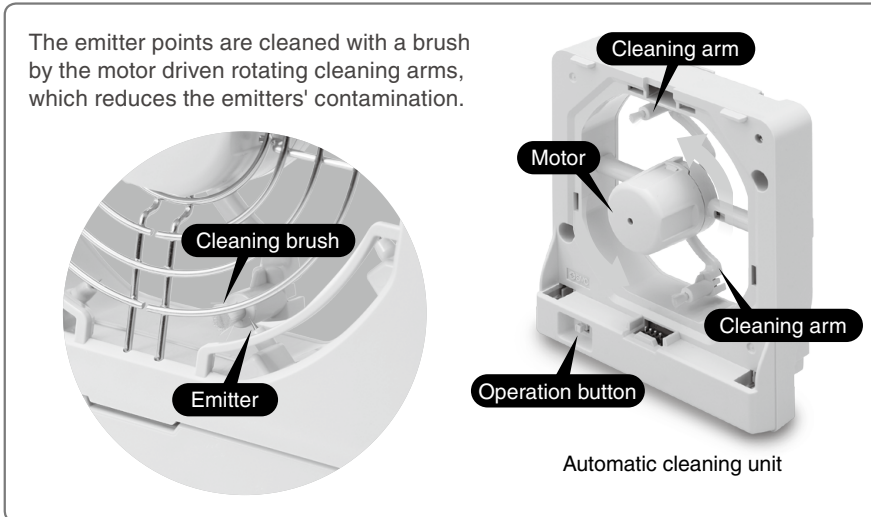 The emitter points are cleaned with a brush
by the motor driven rotating cleaning arms,
which reduces the emitters' contamination.
Cleaning arm
Motor
Cleaning brush
Cleaning arm
Emitter
Operation button
Automatic cleaning unit